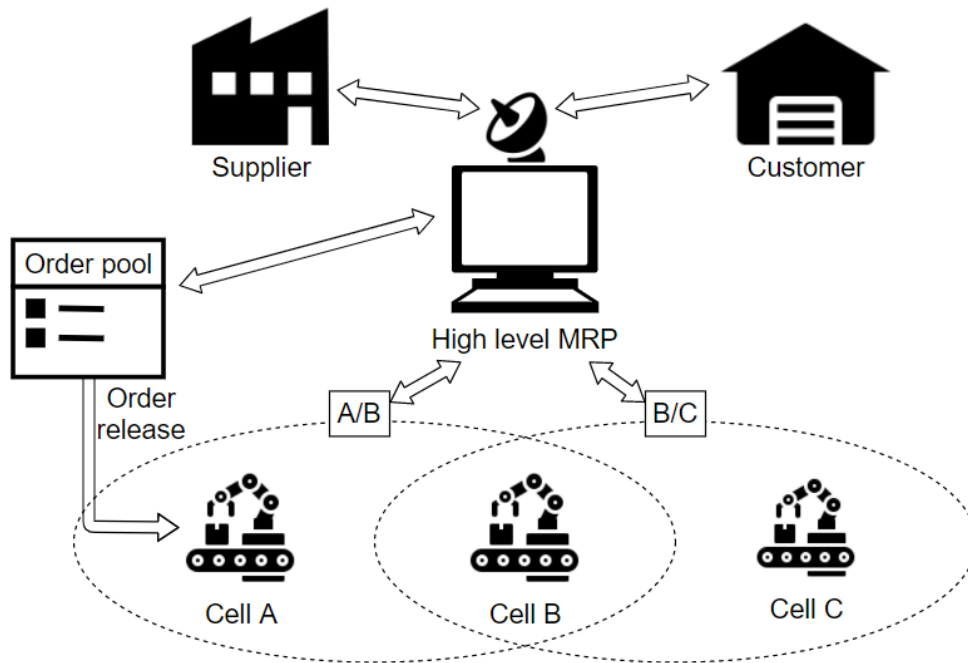 Supplier
Customer
Order pool
High level MRP
Order
release
A/B
B/C
Cell A
Cell B
Cell C